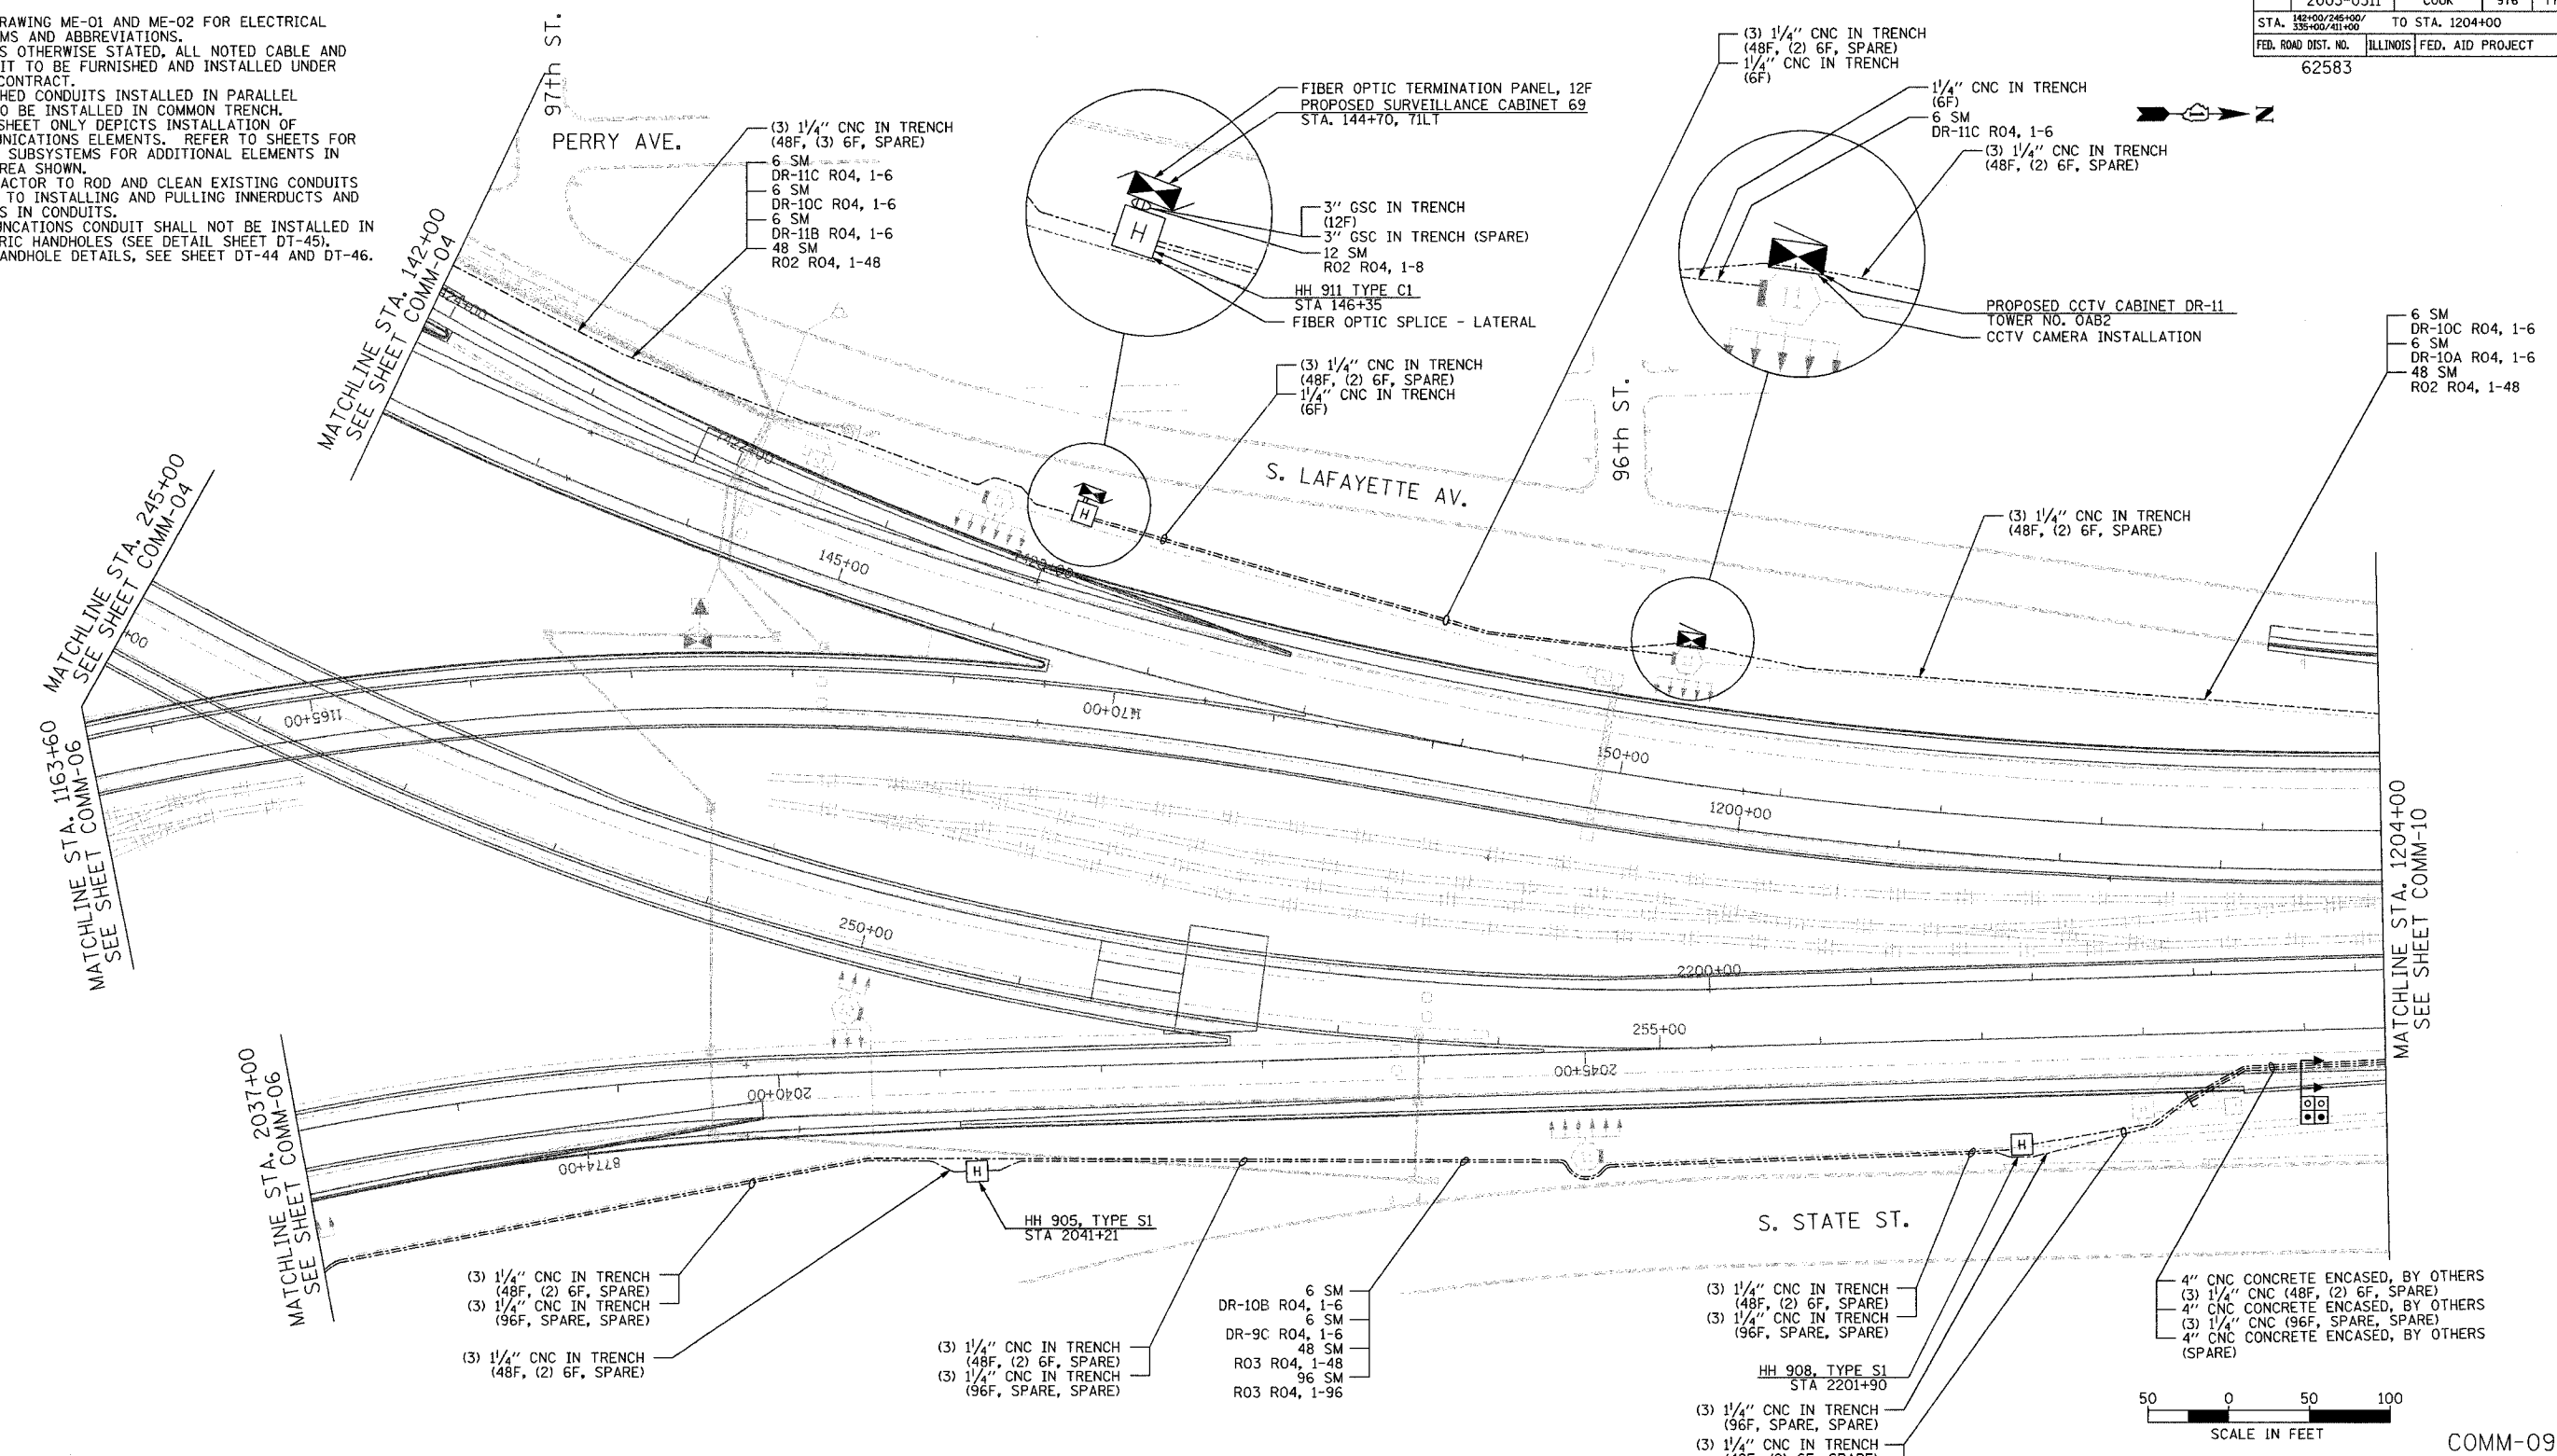 RAWING ME-01 AND ME-02 FOR ELECTRICAL
MS AND ABBREVIATIONS.
S OTHERWISE STATED, ALL NOTED CABLE AND
IT TO BE FURNISHED AND INSTALLED UNDER
CONTRACT.
HED CONDUITS INSTALLED IN PARALLEL
O BE INSTALLED IN COMMON TRENCH.
SHEET ONLY DEPICTS INSTALLATION OF
UNICATIONS ELEMENTS. REFER TO SHEETS FOR
SUBSYSTEMS FOR ADDITIONAL ELEMENTS IN
REA SHOWN.
ACTOR TO ROD AND CLEAN EXISTING CONDUITS
TO INSTALLING AND PULLING INNERDUCTS AND
S IN CONDUITS.
UNCATIONS CONDUIT SHALL NOT BE INSTALLED IN
RIC HANDHOLES (SEE DETAIL SHEET DT-45).
ANDHOLE DETAILS, SEE SHEET DT-44 AND DT-46.
COOK
STA. 142+00/245+00/
335+00/411+00 TO STA. 1204+00
FED. ROAD DIST. NO. ILLINOIS FED. AID PROJECT
62583
N
97th ST.
PERRY AVE.
(3) 1¼" CNC IN TRENCH
(48F, (3) 6F, SPARE)
6 SM
DR-11C R04, 1-6
6 SM
DR-10C R04, 1-6
6 SM
DR-11B R04, 1-6
48 SM
R02 R04, 1-48
FIBER OPTIC TERMINATION PANEL, 12F
PROPOSED SURVEILLANCE CABINET 69
STA. 144+70, 71LT
H
3" GSC IN TRENCH
(12F)
3" GSC IN TRENCH (SPARE)
12 SM
R02 R04, 1-8
HH 911 TYPE C1
STA 146+35
FIBER OPTIC SPLICE - LATERAL
(3) 1¼" CNC IN TRENCH
(48F, (2) 6F, SPARE)
1¼" CNC IN TRENCH
(6F)
(3) 1¼" CNC IN TRENCH
(48F, (2) 6F, SPARE)
1¼" CNC IN TRENCH
(6F)
1¼" CNC IN TRENCH
(6F)
6 SM
DR-11C R04, 1-6
(3) 1¼" CNC IN TRENCH
(48F, (2) 6F, SPARE)
PROPOSED CCTV CABINET DR-11
TOWER NO. 0AB2
CCTV CAMERA INSTALLATION
6 SM
DR-10C R04, 1-6
6 SM
DR-10A R04, 1-6
48 SM
R02 R04, 1-48
(3) 1¼" CNC IN TRENCH
(48F, (2) 6F, SPARE)
96th ST.
S. LAFAYETTE AV.
MATCHLINE STA. 142+00
SEE SHEET COMM-04
MATCHLINE STA. 245+00
SEE SHEET COMM-04
MATCHLINE STA. 1163+60
SEE SHEET COMM-06
MATCHLINE STA. 2037+00
SEE SHEET COMM-06
MATCHLINE STA. 1204+00
SEE SHEET COMM-10
H
145+00
+00
1165+00
1170+00
150+00
1200+00
250+00
2200+00
255+00
2040+00
2045+00
8774+00
H
H
HH 905, TYPE S1
STA 2041+21
S. STATE ST.
(3) 1¼" CNC IN TRENCH
(48F, (2) 6F, SPARE)
(3) 1¼" CNC IN TRENCH
(96F, SPARE, SPARE)
(3) 1¼" CNC IN TRENCH
(48F, (2) 6F, SPARE)
(3) 1¼" CNC IN TRENCH
(48F, (2) 6F, SPARE)
(3) 1¼" CNC IN TRENCH
(96F, SPARE, SPARE)
6 SM
DR-10B R04, 1-6
6 SM
DR-9C R04, 1-6
48 SM
R03 R04, 1-48
96 SM
R03 R04, 1-96
(3) 1¼" CNC IN TRENCH
(48F, (2) 6F, SPARE)
(3) 1¼" CNC IN TRENCH
(96F, SPARE, SPARE)
HH 908, TYPE S1
STA 2201+90
(3) 1¼" CNC IN TRENCH
(96F, SPARE, SPARE)
(3) 1¼" CNC IN TRENCH
4" CNC CONCRETE ENCASED, BY OTHERS
(3) 1¼" CNC (48F, (2) 6F, SPARE)
4" CNC CONCRETE ENCASED, BY OTHERS
(3) 1¼" CNC (96F, SPARE, SPARE)
4" CNC CONCRETE ENCASED, BY OTHERS
(SPARE)
50 0 50 100
SCALE IN FEET
COMM-09